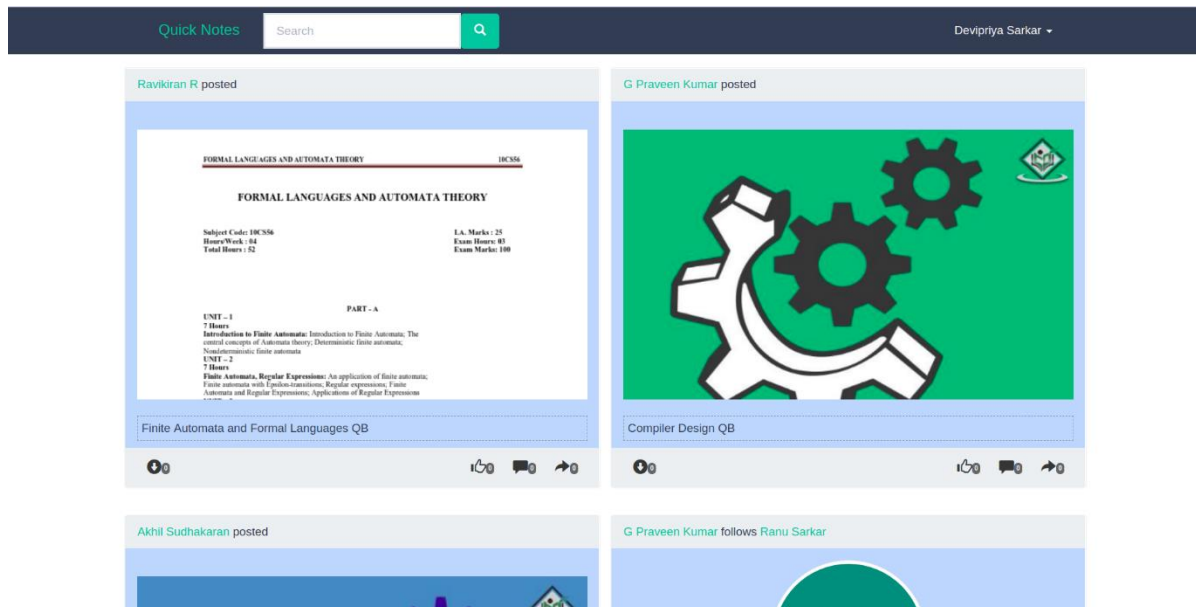 Quick Notes
Search
Devipriya Sarkar
Ravikiran R posted
FORMAL LANGUAGES AND AUTOMATA THEORY 10CS56
FORMAL LANGUAGES AND AUTOMATA THEORY
Subject Code: 10CS56 I.A. Marks : 25
Hours/Week : 04 Exam Hours: 03
Total Hours : 52 Exam Marks: 100
PART - A
UNIT – 1
7 Hours
Introduction to Finite Automata: Introduction to Finite Automata; The
central concepts of Automata theory; Deterministic finite automata;
Nondeterministic finite automata
UNIT – 2
7 Hours
Finite Automata, Regular Expressions: An application of finite automata;
Finite automata with Epsilon-transitions; Regular expressions; Finite
Automata and Regular Expressions; Applications of Regular Expressions
Finite Automata and Formal Languages QB
0 0 0 0
G Praveen Kumar posted
Compiler Design QB
0 0 0 0
Akhil Sudhakaran posted
G Praveen Kumar follows Ranu Sarkar